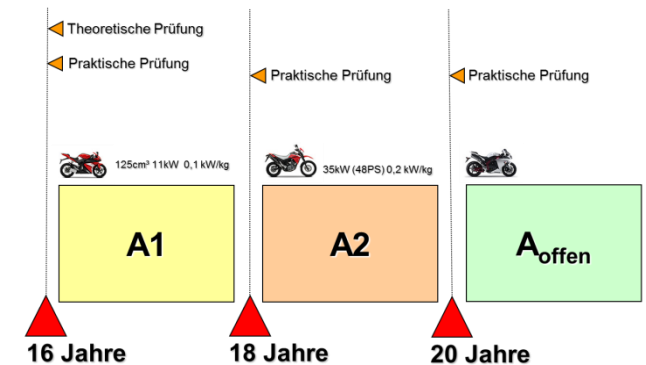 Theoretische Prüfung
Praktische Prüfung
Praktische Prüfung
Praktische Prüfung
125cm³ 11kW 0,1 kW/kg
35kW (48PS) 0,2 kW/kg
A1
A2
Aoffen
16 Jahre
18 Jahre
20 Jahre